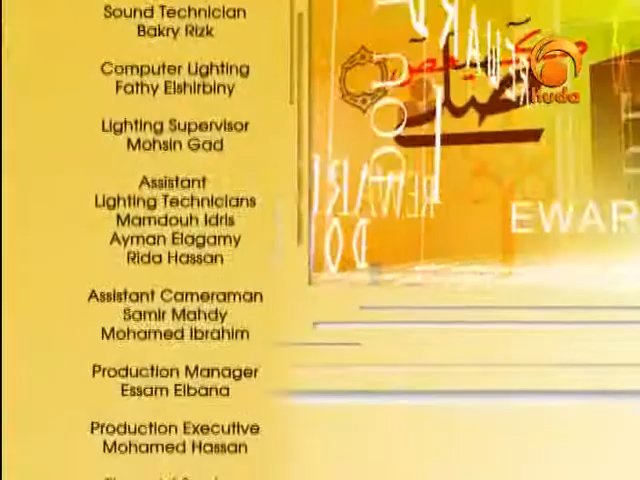 Sound Technician
Bakry Rizk
Computer Lighting
Fathy Elshirbiny
Lighting Supervisor
Mohsin Gad
Assistant
Lighting Technicians
Mamdouh Idris
Ayman Elagamy
Rida Hassan
Assistant Cameraman
Samir Mahdy
Mohamed Ibrahim
Production Manager
Essam Elbana
Production Executive
Mohamed Hassan
Huda
EWAR